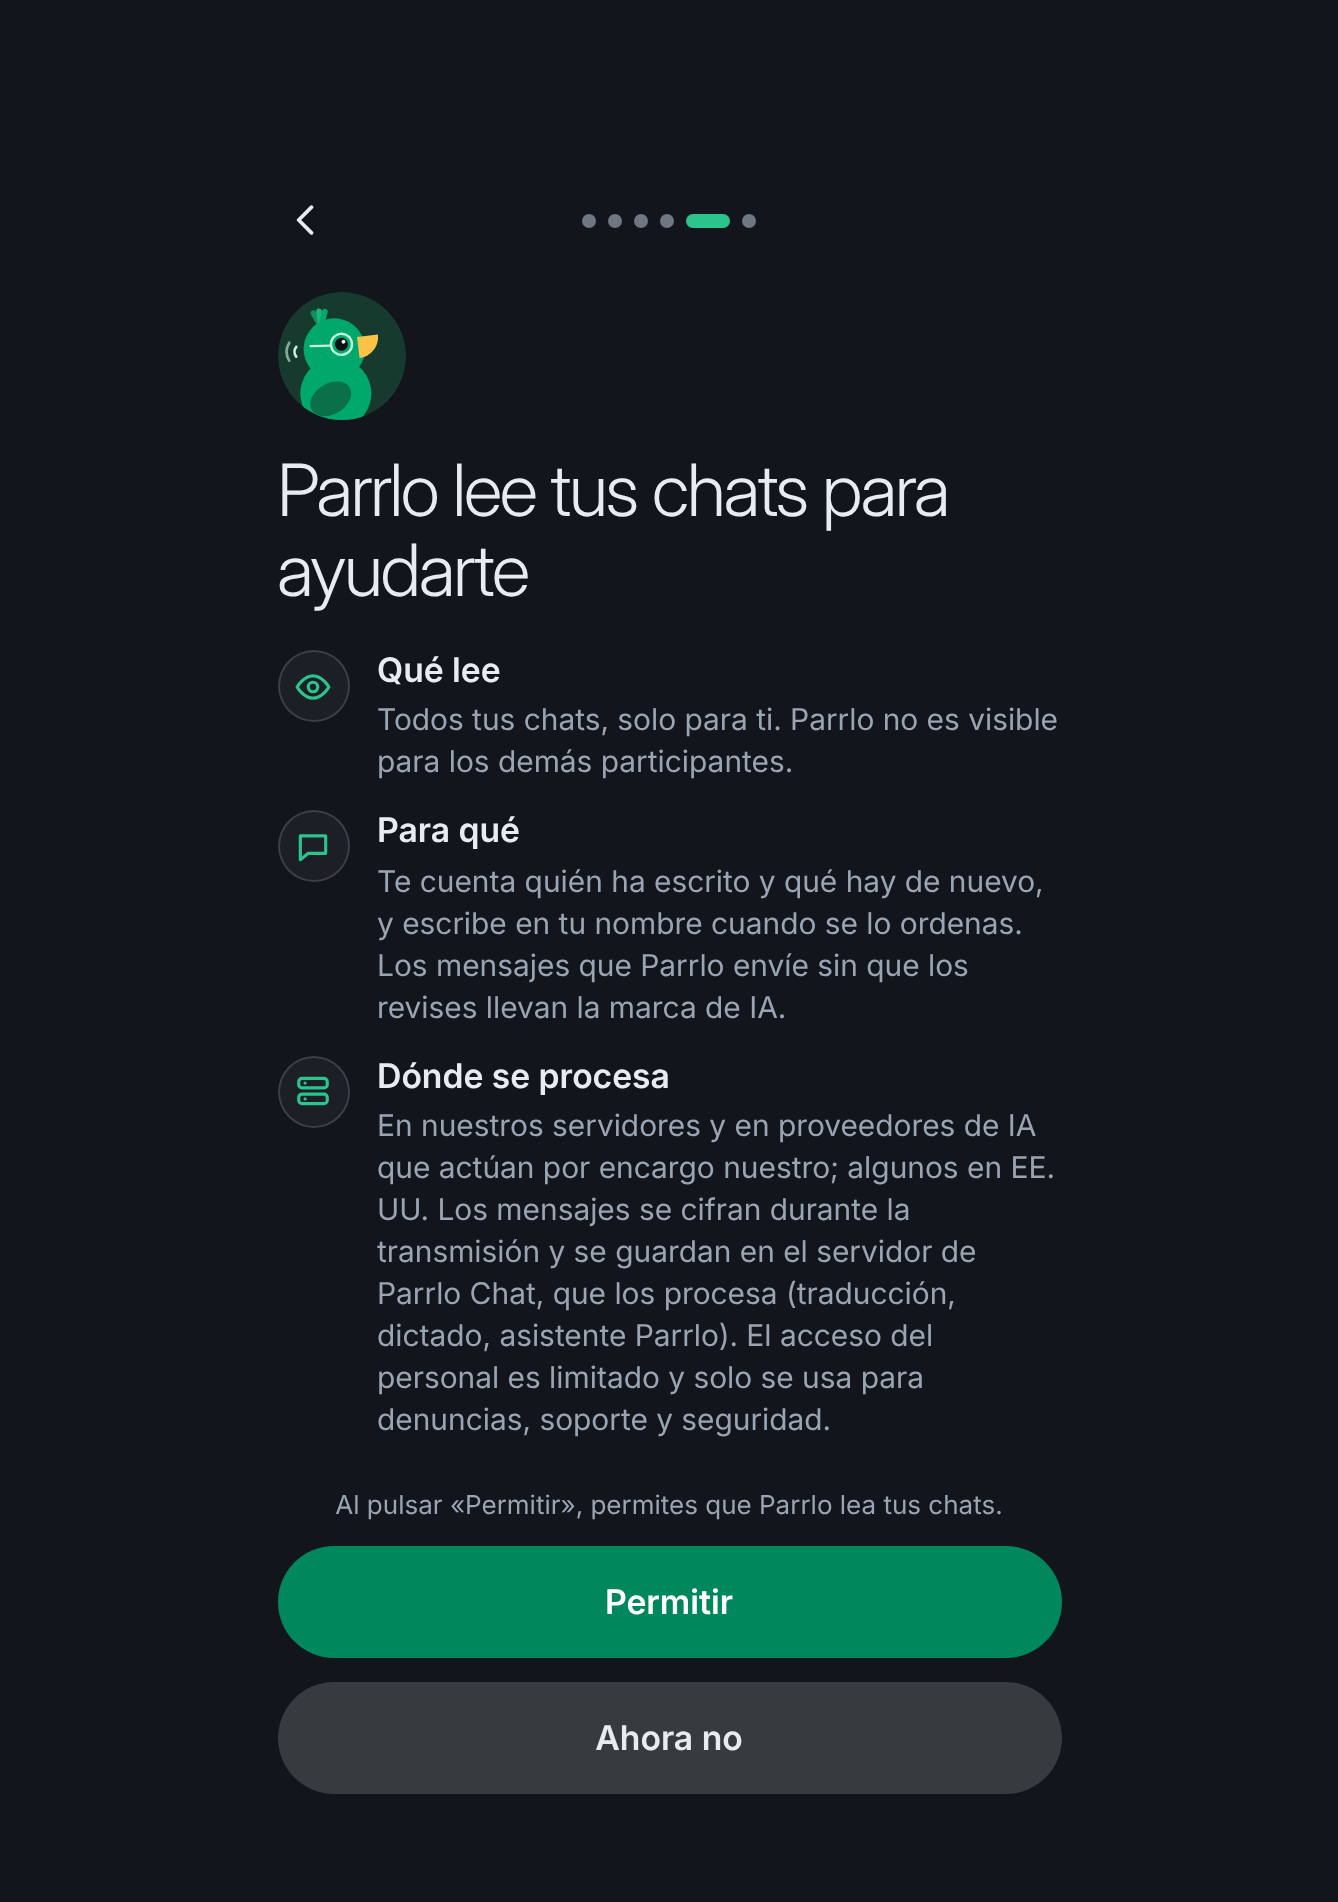 Parrlo lee tus chats para
ayudarte
Qué lee
Todos tus chats, solo para ti. Parrlo no es visible
para los demás participantes.
Para qué
Te cuenta quién ha escrito y qué hay de nuevo,
y escribe en tu nombre cuando se lo ordenas.
Los mensajes que Parrlo envíe sin que los
revises llevan la marca de IA.
Dónde se procesa
En nuestros servidores y en proveedores de IA
que actúan por encargo nuestro; algunos en EE.
UU. Los mensajes se cifran durante la
transmisión y se guardan en el servidor de
Parrlo Chat, que los procesa (traducción,
dictado, asistente Parrlo). El acceso del
personal es limitado y solo se usa para
denuncias, soporte y seguridad.
Al pulsar «Permitir», permites que Parrlo lea tus chats.
Permitir
Ahora no